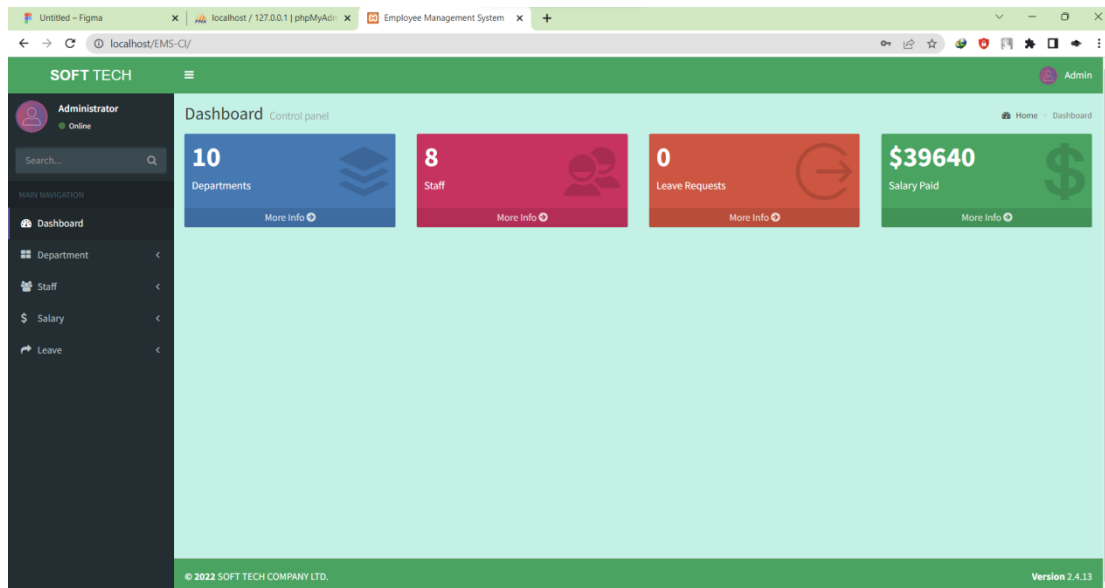 Untitled – Figma
localhost / 127.0.0.1 | phpMyAdm
Employee Management System
localhost/EMS-CI/
SOFT TECH
Admin
Administrator
Online
Search...
MAIN NAVIGATION
Dashboard
Department
Staff
Salary
Leave
Dashboard Control panel
Home > Dashboard
10
Departments
More Info
8
Staff
More Info
0
Leave Requests
More Info
$39640
Salary Paid
More Info
© 2022 SOFT TECH COMPANY LTD.
Version 2.4.13